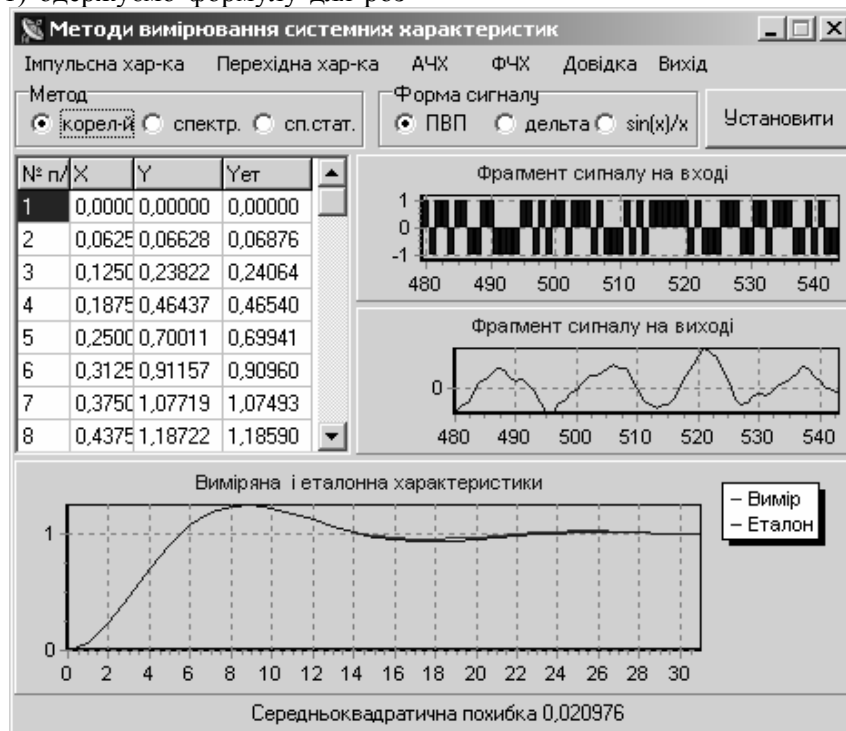 1) одержуємо формулу для роз-
Методи вимірювання системних характеристик
Імпульсна хар-ка Перехідна хар-ка АЧХ ФЧХ Довідка Вихід
Метод
корел-й спектр. сп.стат.
Форма сигналу
ПВП дельта sin(x)/x
Установити
№ п/ X Y Yет
1 0,0000 0,00000 0,00000
2 0,0625 0,06628 0,06876
3 0,1250 0,23822 0,24064
4 0,1875 0,46437 0,46540
5 0,2500 0,70011 0,69941
6 0,3125 0,91157 0,90960
7 0,3750 1,07719 1,07493
8 0,4375 1,18722 1,18590
Фрагмент сигналу на вході
1
0
-1
480 490 500 510 520 530 540
Фрагмент сигналу на виході
0
480 490 500 510 520 530 540
Виміряна і еталонна характеристики
1
0
0 2 4 6 8 10 12 14 16 18 20 22 24 26 28 30
Вимір
Еталон
Середньоквадратична похибка 0,020976